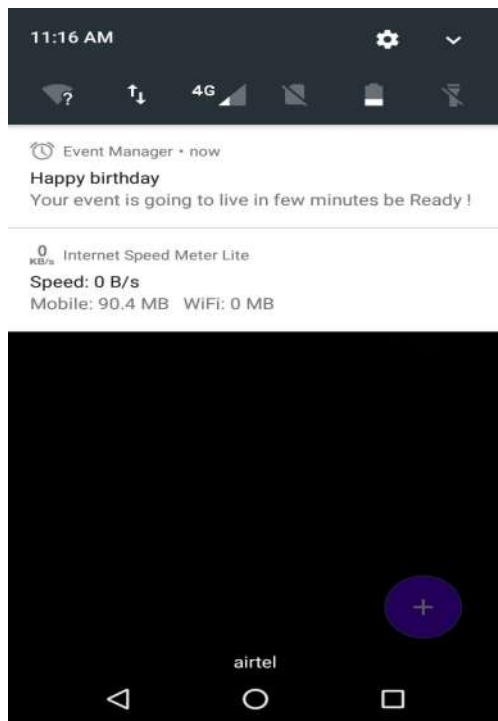 11:16 AM
?
4G
Event Manager • now
Happy birthday
Your event is going to live in few minutes be Ready !
0
KB/s
Internet Speed Meter Lite
Speed: 0 B/s
Mobile: 90.4 MB WiFi: 0 MB
+
airtel